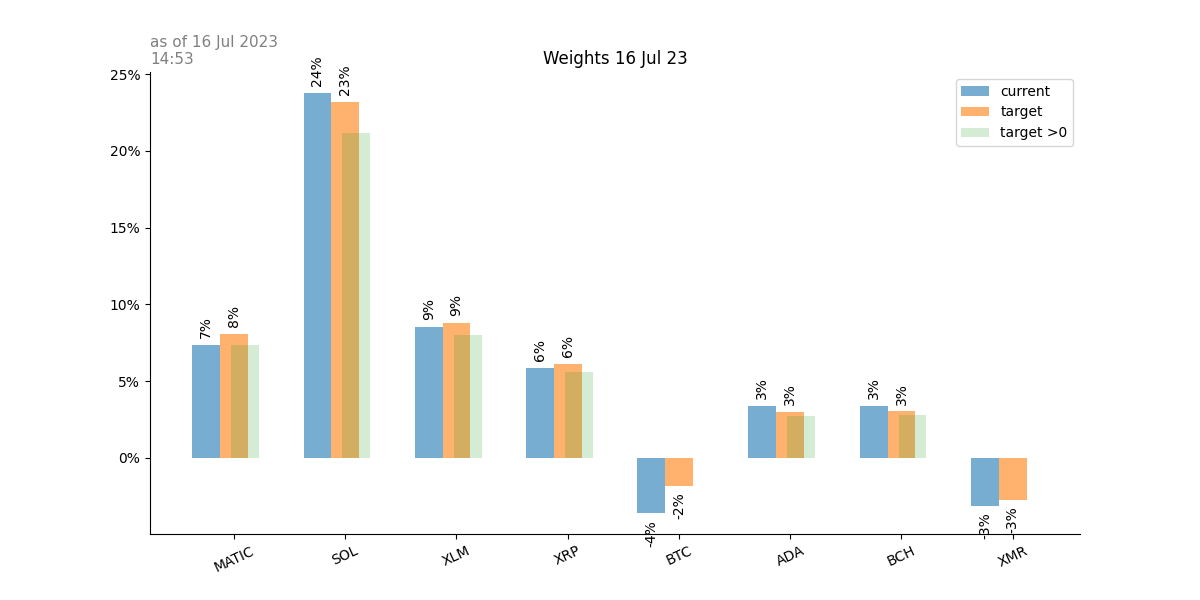 as of 16 Jul 2023
14:53
Weights 16 Jul 23
current
target
target >0
25%
20%
15%
10%
5%
0%
7%
8%
24%
23%
9%
9%
6%
6%
-4%
-2%
3%
3%
3%
3%
-3%
-3%
MATIC
SOL
XLM
XRP
BTC
ADA
BCH
XMR